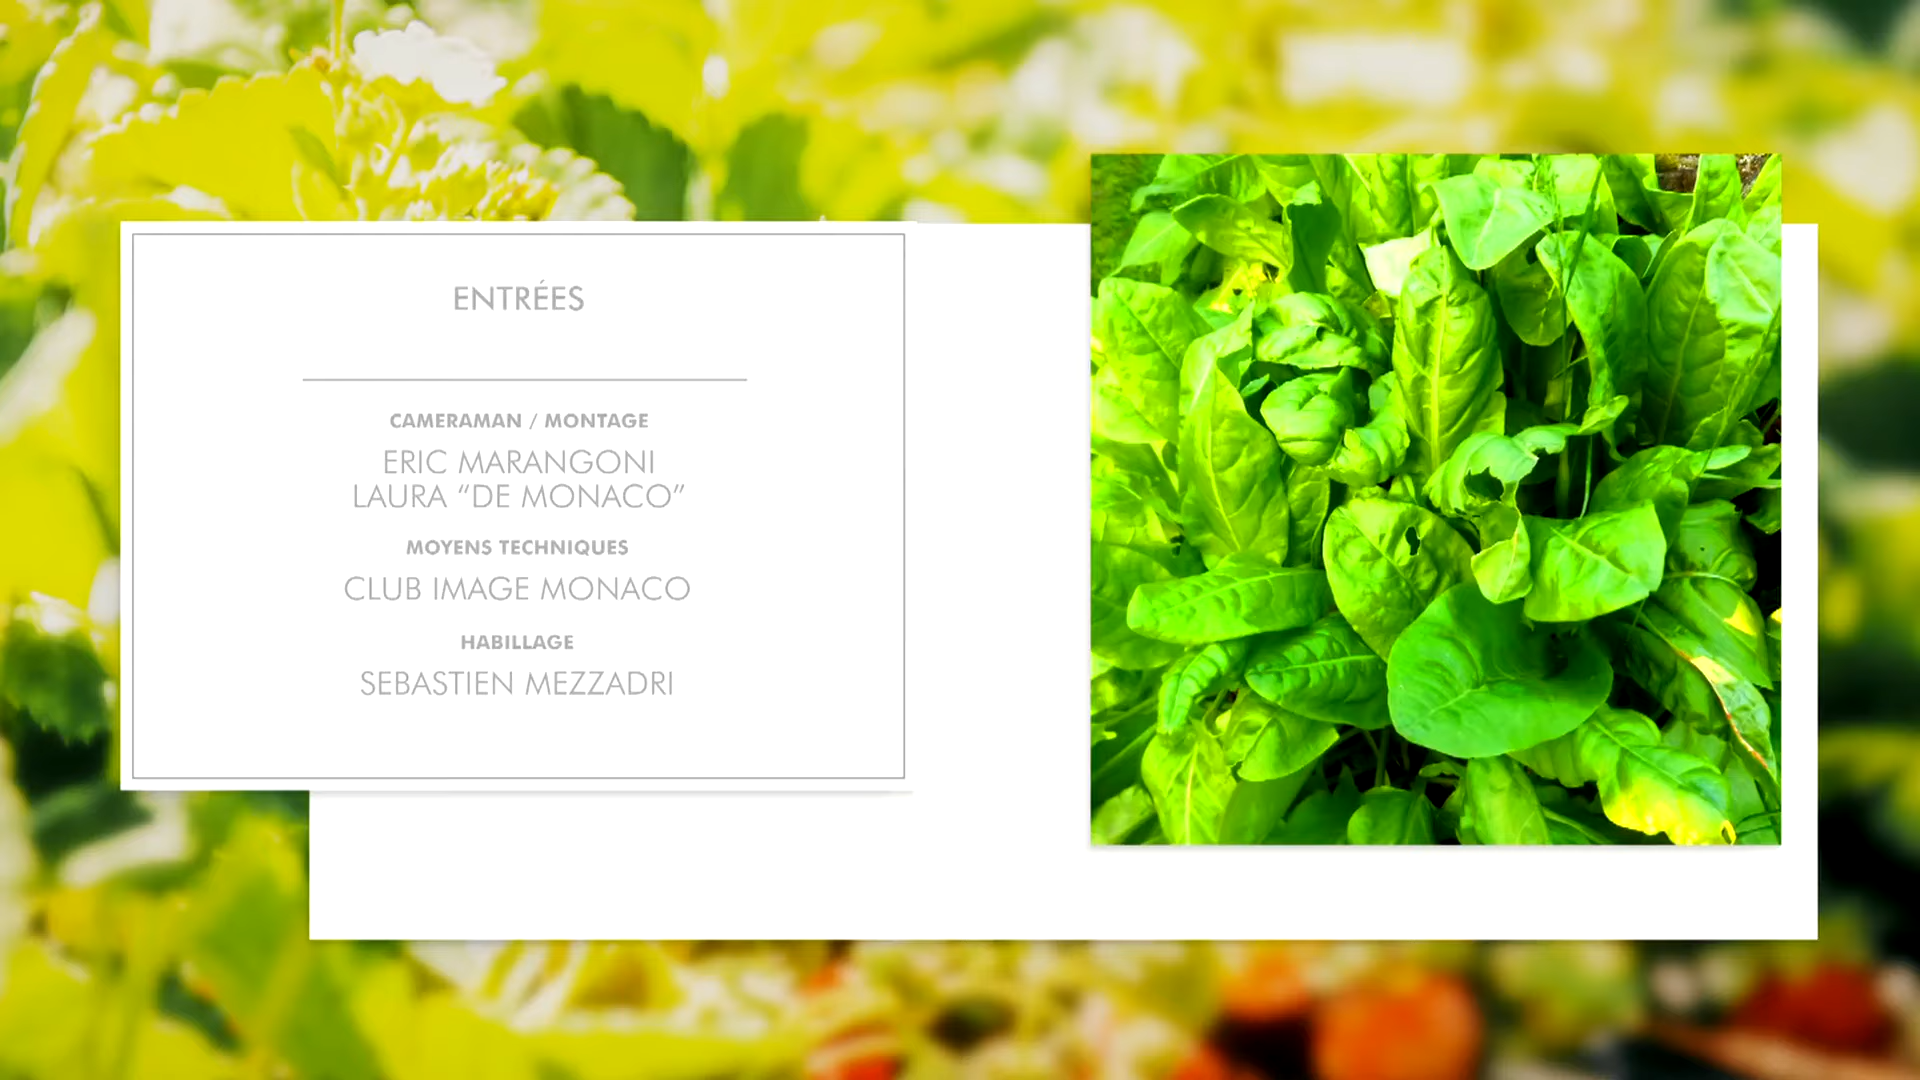 ENTRÉES
CAMERAMAN / MONTAGE
ERIC MARANGONI
LAURA “DE MONACO”
MOYENS TECHNIQUES
CLUB IMAGE MONACO
HABILLAGE
SEBASTIEN MEZZADRI